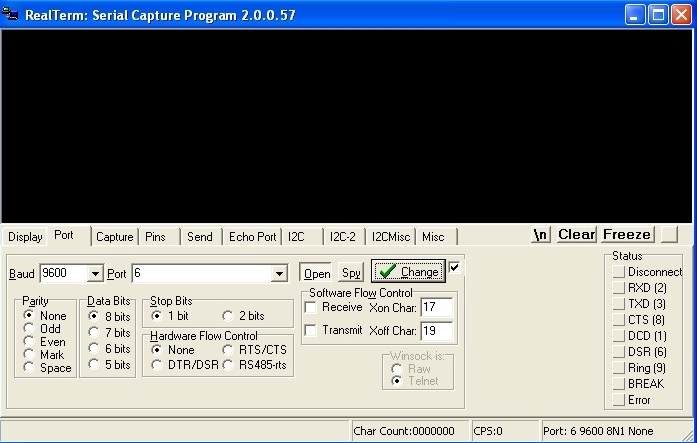 RealTerm: Serial Capture Program 2.0.0.57
Display Port Capture Pins Send Echo Port I2C I2C-2 I2CMisc Misc \n Clear Freeze
Baud 9600 Port 6 Open Spy Change
Parity
None
Odd
Even
Mark
Space
Data Bits
8 bits
7 bits
6 bits
5 bits
Stop Bits
1 bit 2 bits
Hardware Flow Control
None RTS/CTS
DTR/DSR RS485-rts
Software Flow Control
Receive Xon Char: 17
Transmit Xoff Char: 19
Winsock is:
Raw
Telnet
Status
Disconnect
RXD (2)
TXD (3)
CTS (8)
DCD (1)
DSR (6)
Ring (9)
BREAK
Error
Char Count:0000000 CPS:0 Port: 6 9600 8N1 None